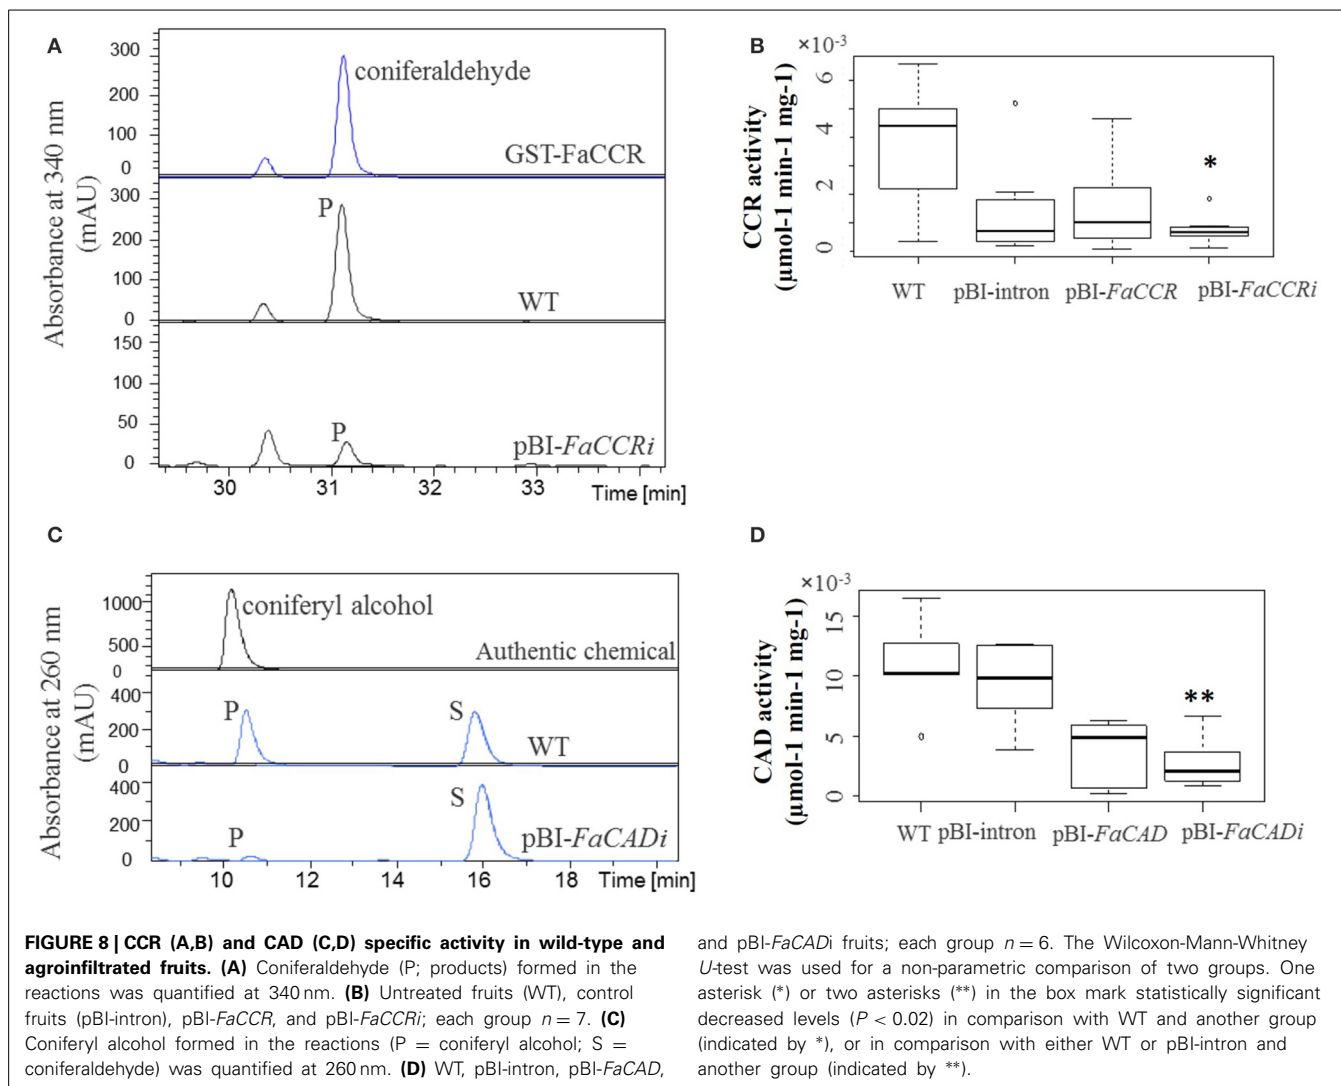 A
300
200
100
0
coniferaldehyde
GST-FaCCR
300
200
100
0
P
WT
150
100
50
0
P
pBI-FaCCRi
30 31 32 33 Time [min]
Absorbance at 340 nm
(mAU)
B
×10-3
6
4
2
0
CCR activity
(µmol-1 min-1 mg-1)
*
WT pBI-intron pBI-FaCCR pBI-FaCCRi
C
1000
500
0
coniferyl alcohol
Authentic chemical
400
200
0
P S
WT
400
200
0
P S
pBI-FaCADi
10 12 14 16 18 Time [min]
Absorbance at 260 nm
(mAU)
D
×10-3
15
10
5
0
CAD activity
(µmol-1 min-1 mg-1)
**
WT pBI-intron pBI-FaCAD pBI-FaCADi
FIGURE 8 | CCR (A,B) and CAD (C,D) specific activity in wild-type and
agroinfiltrated fruits. (A) Coniferaldehyde (P; products) formed in the
reactions was quantified at 340 nm. (B) Untreated fruits (WT), control
fruits (pBI-intron), pBI-FaCCR, and pBI-FaCCRi; each group n = 7. (C)
Coniferyl alcohol formed in the reactions (P = coniferyl alcohol; S =
coniferaldehyde) was quantified at 260 nm. (D) WT, pBI-intron, pBI-FaCAD,
and pBI-FaCADi fruits; each group n = 6. The Wilcoxon-Mann-Whitney
U-test was used for a non-parametric comparison of two groups. One
asterisk (*) or two asterisks (**) in the box mark statistically significant
decreased levels (P < 0.02) in comparison with WT and another group
(indicated by *), or in comparison with either WT or pBI-intron and
another group (indicated by **).